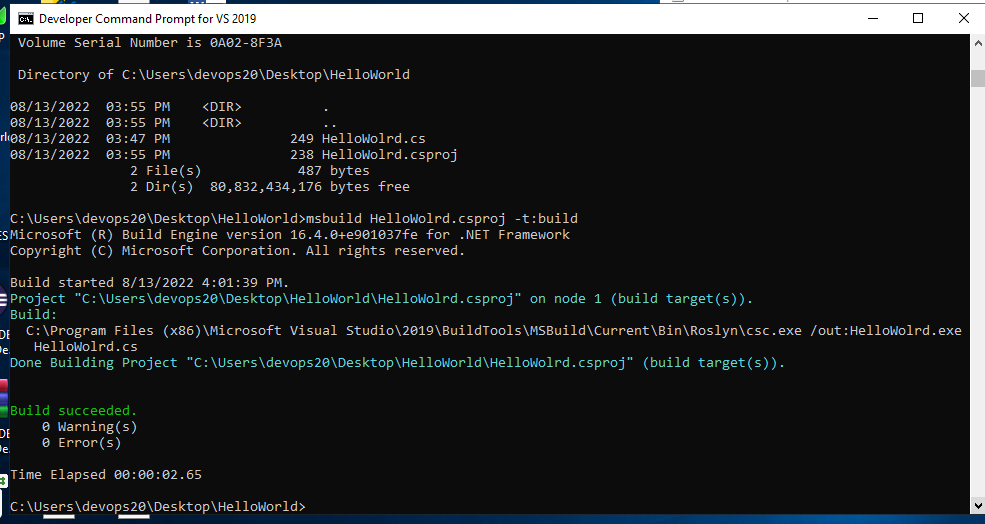 Developer Command Prompt for VS 2019
Volume Serial Number is 0A02-8F3A
Directory of C:\Users\devops20\Desktop\HelloWorld
08/13/2022  03:55 PM    <DIR>          .
08/13/2022  03:55 PM    <DIR>          ..
08/13/2022  03:47 PM               249 HelloWolrd.cs
08/13/2022  03:55 PM               238 HelloWolrd.csproj
2 File(s)            487 bytes
2 Dir(s)  80,832,434,176 bytes free
C:\Users\devops20\Desktop\HelloWorld>msbuild HelloWolrd.csproj -t:build
Microsoft (R) Build Engine version 16.4.0+e901037fe for .NET Framework
Copyright (C) Microsoft Corporation. All rights reserved.
Build started 8/13/2022 4:01:39 PM.
Project "C:\Users\devops20\Desktop\HelloWorld\HelloWolrd.csproj" on node 1 (build target(s)).
Build:
C:\Program Files (x86)\Microsoft Visual Studio\2019\BuildTools\MSBuild\Current\Bin\Roslyn\csc.exe /out:HelloWolrd.exe
HelloWolrd.cs
Done Building Project "C:\Users\devops20\Desktop\HelloWorld\HelloWolrd.csproj" (build target(s)).
Build succeeded.
0 Warning(s)
0 Error(s)
Time Elapsed 00:00:02.65
C:\Users\devops20\Desktop\HelloWorld>